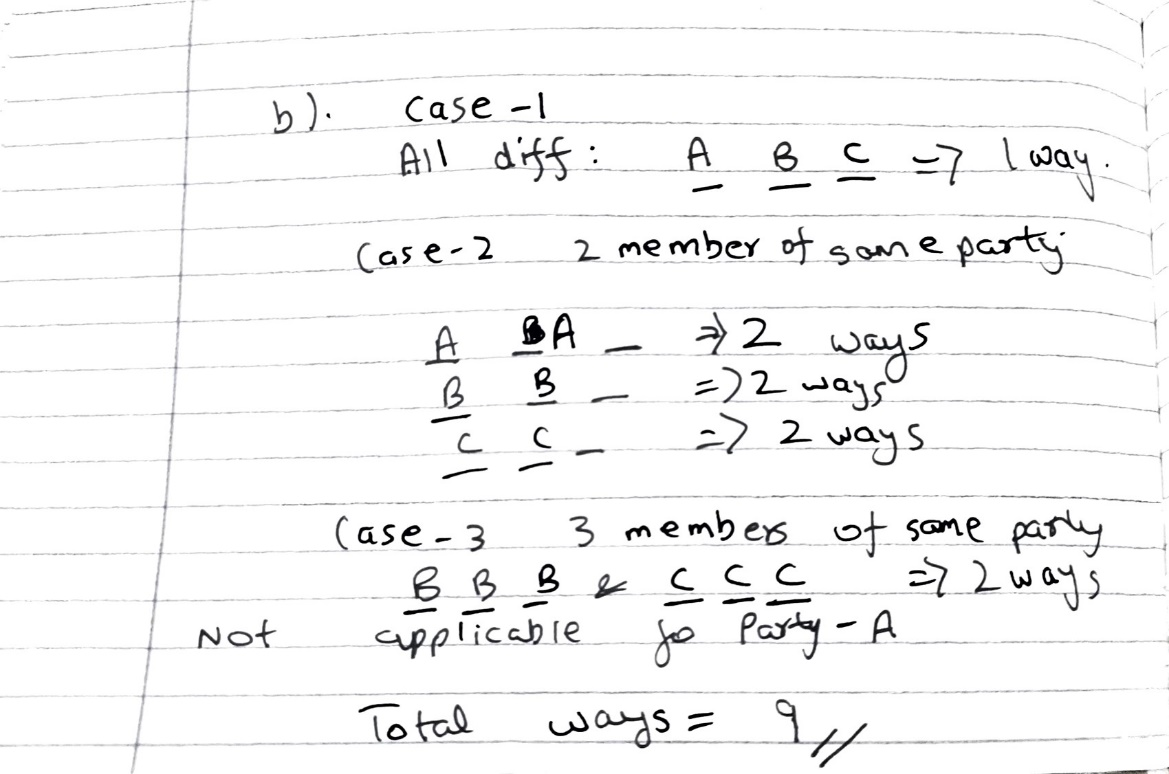 b). Case -1
All diff : A B C => 1 way.
Case-2 2 member of same party
A A _ => 2 ways
B B _ => 2 ways
C C _ => 2 ways
Case-3 3 members of same party
B B B & C C C => 2 ways
Not applicable fo Party - A
Total ways = 9 //